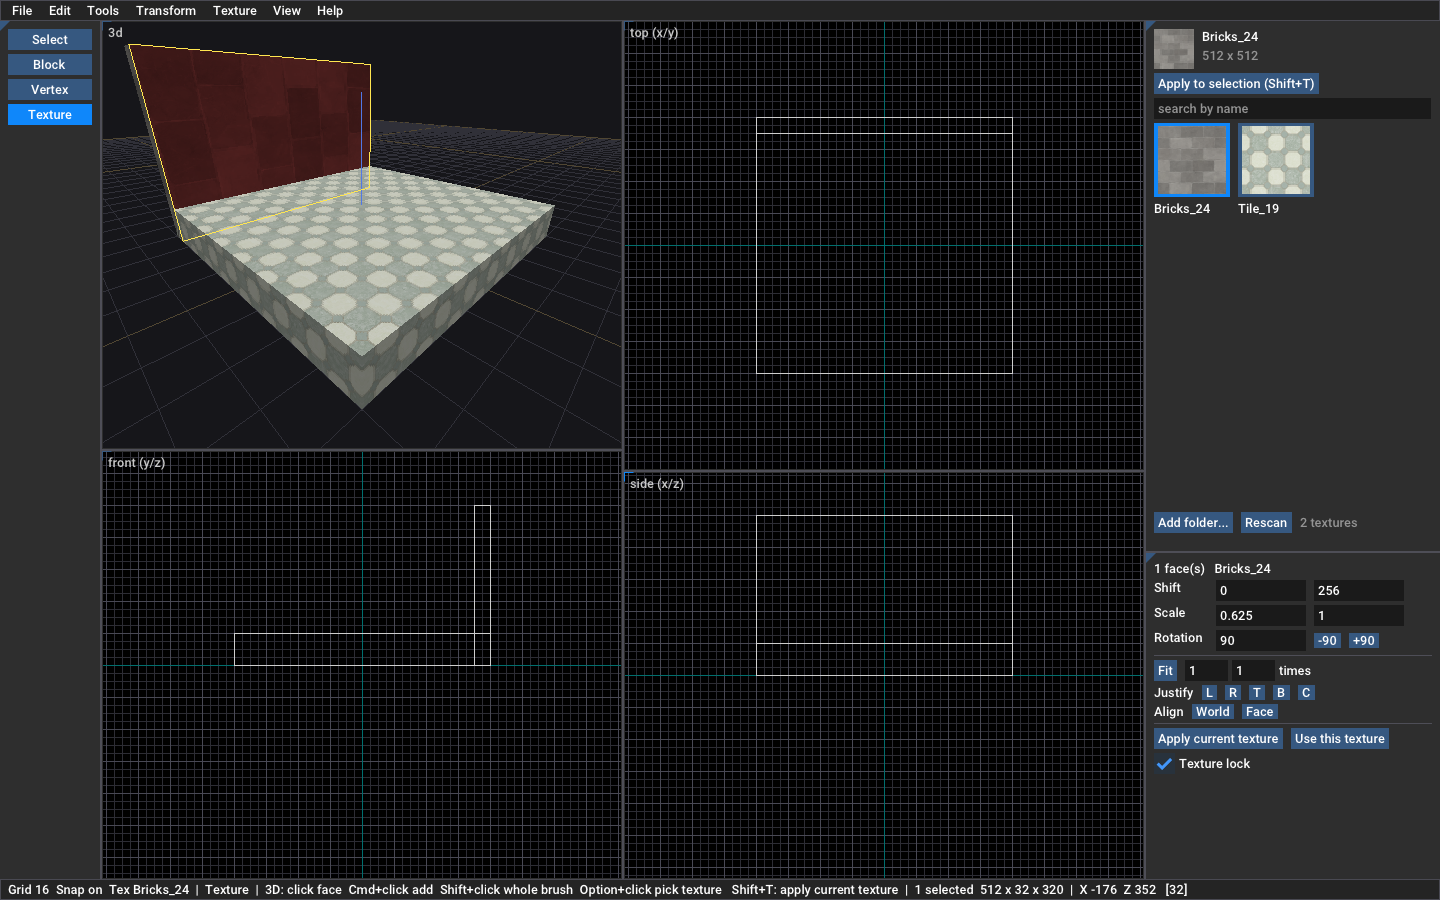 File Edit Tools Transform Texture View Help
Select
Block
Vertex
Texture
3d
top (x/y)
front (y/z)
side (x/z)
Bricks_24
512 x 512
Apply to selection (Shift+T)
search by name
Bricks_24 Tile_19
Add folder... Rescan 2 textures
1 face(s) Bricks_24
Shift 0 256
Scale 0.625 1
Rotation 90 -90 +90
Fit 1 1 times
Justify L R T B C
Align World Face
Apply current texture Use this texture
Texture lock
Grid 16 Snap on Tex Bricks_24 | Texture | 3D: click face Cmd+click add Shift+click whole brush Option+click pick texture Shift+T: apply current texture | 1 selected 512 x 32 x 320 | X -176 Z 352 [32]